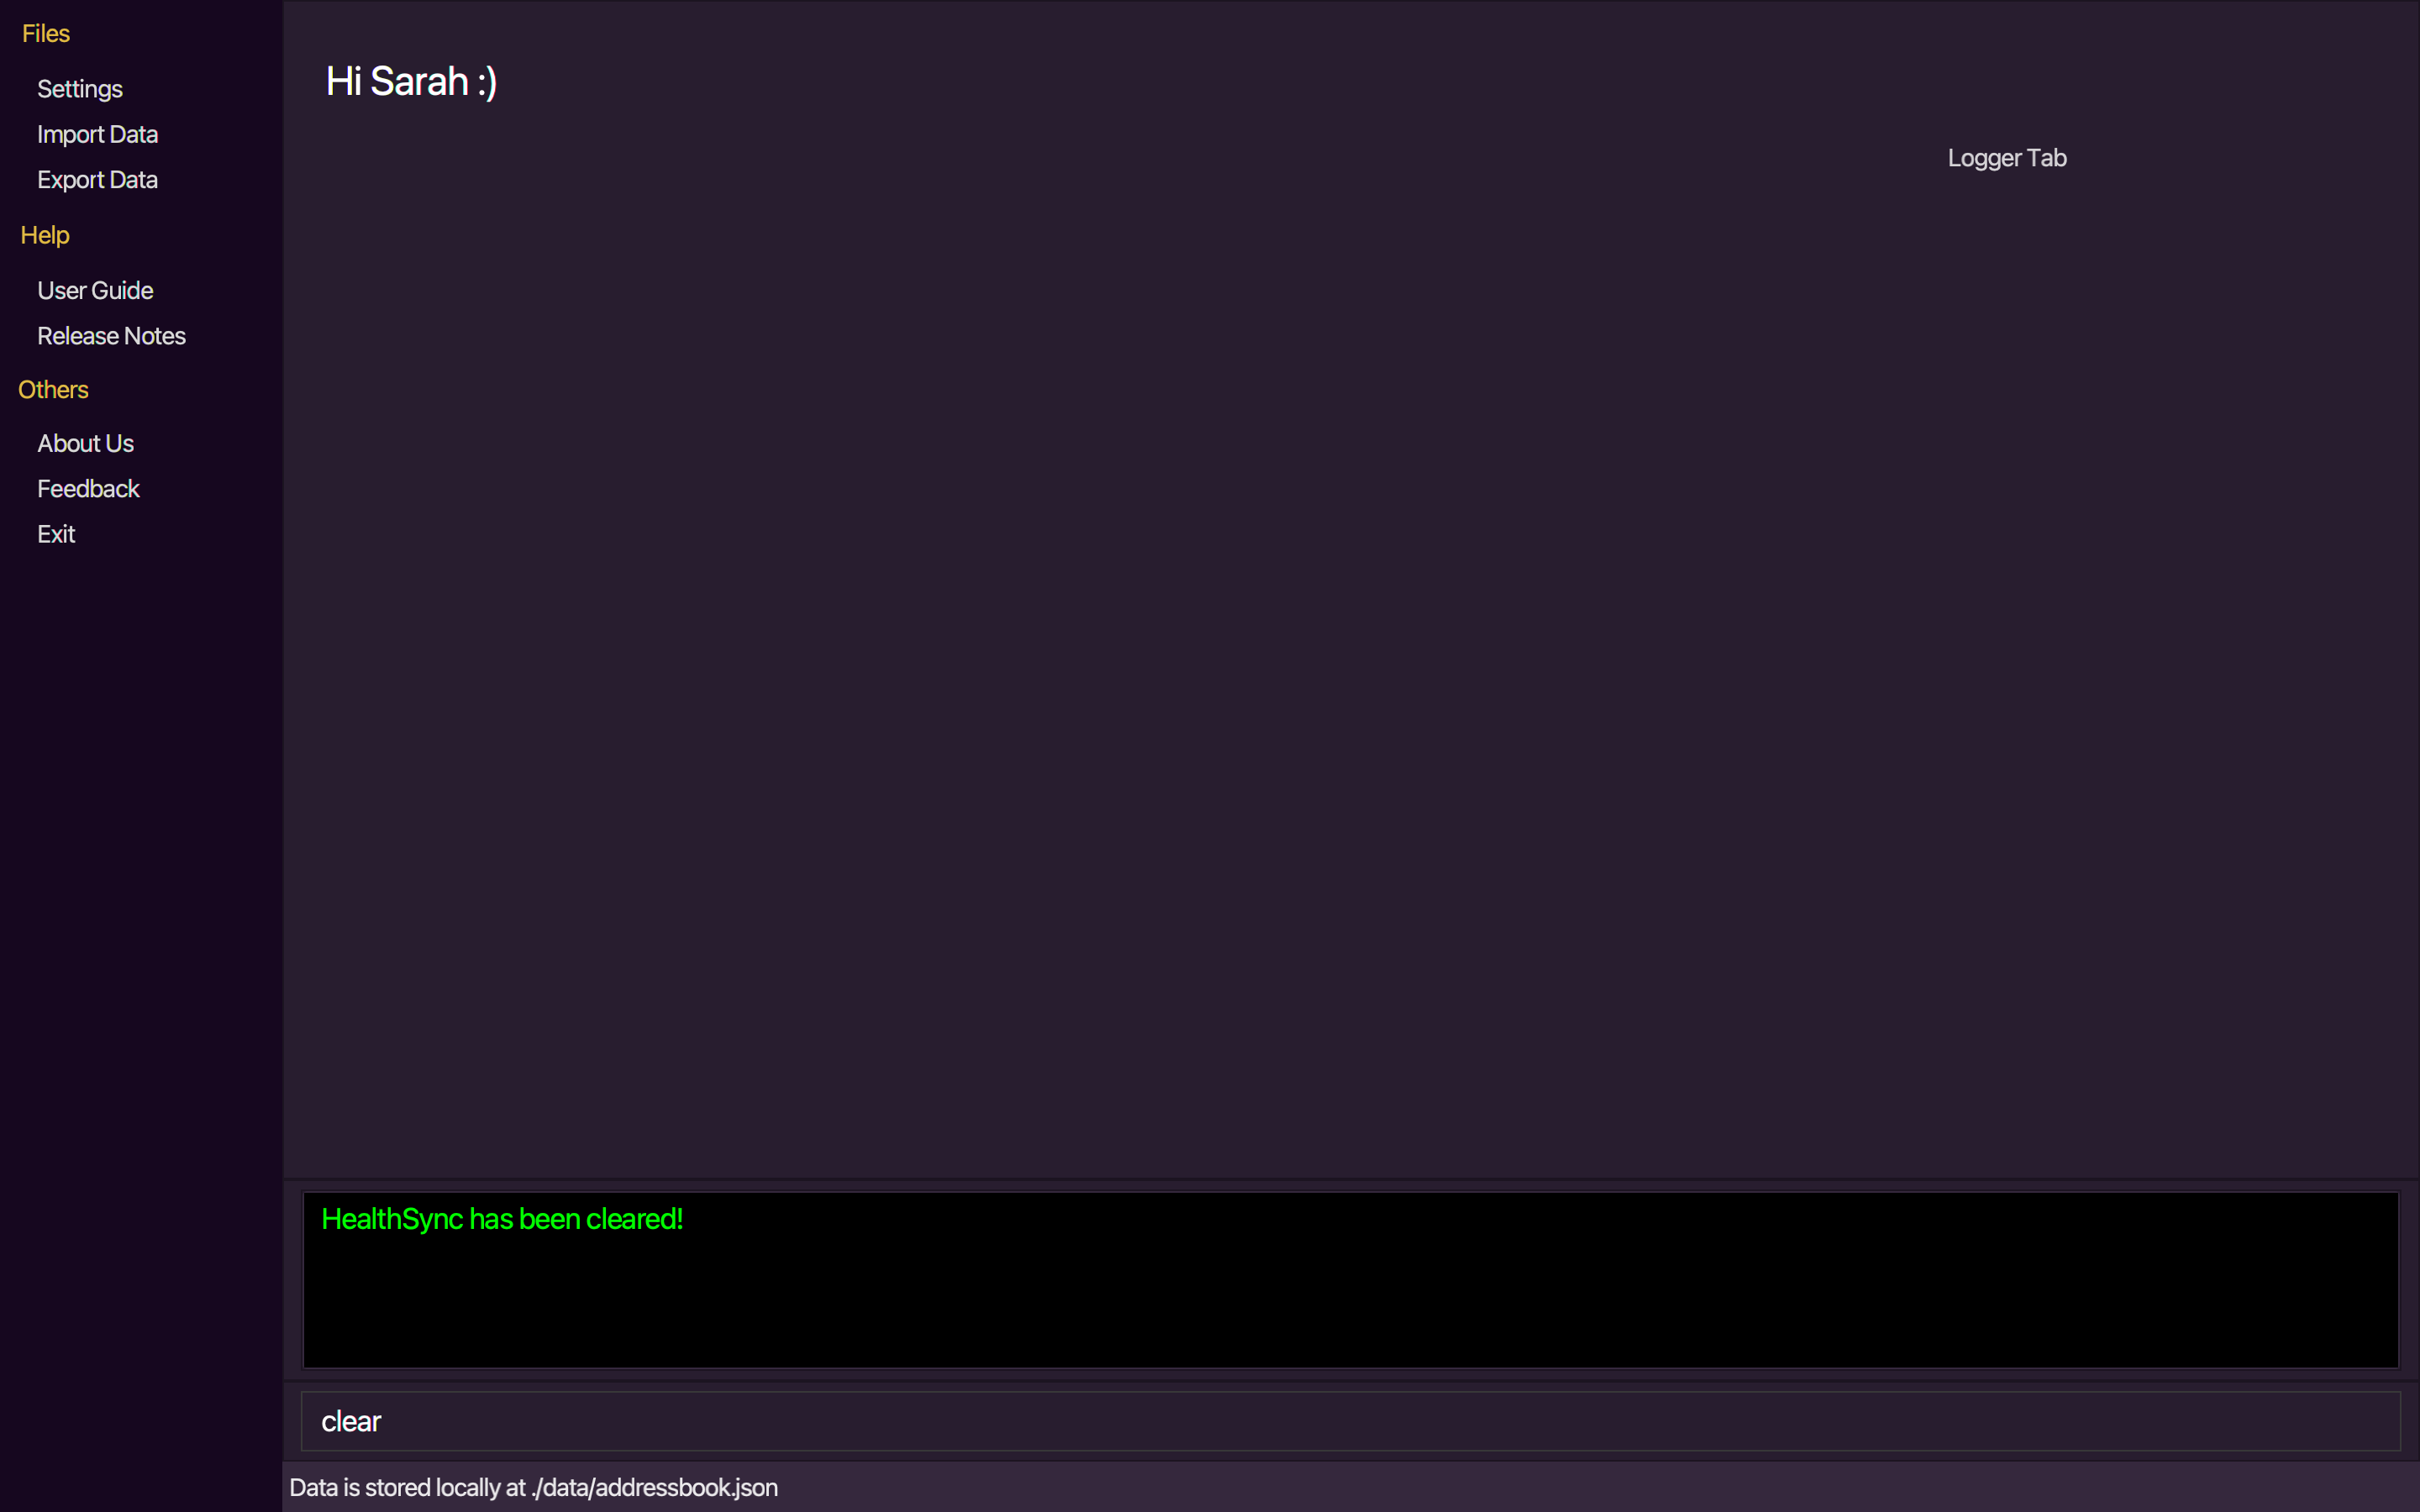 Files
Settings
Import Data
Export Data
Help
User Guide
Release Notes
Others
About Us
Feedback
Exit
Hi Sarah :)
Logger Tab
HealthSync has been cleared!
clear
Data is stored locally at ./data/addressbook.json